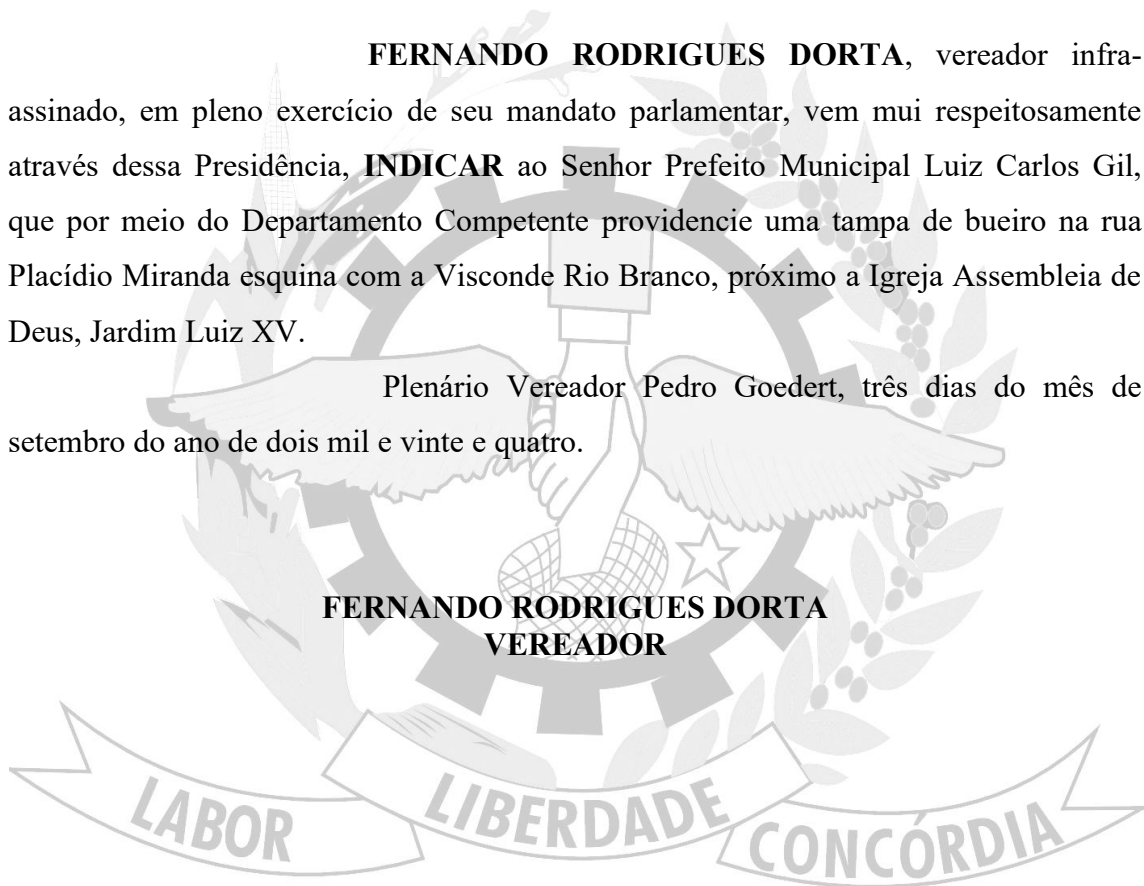 FERNANDO RODRIGUES DORTA, vereador infra-
assinado, em pleno exercício de seu mandato parlamentar, vem mui respeitosamente
através dessa Presidência, INDICAR ao Senhor Prefeito Municipal Luiz Carlos Gil,
que por meio do Departamento Competente providencie uma tampa de bueiro na rua
Placídio Miranda esquina com a Visconde Rio Branco, próximo a Igreja Assembleia de
Deus, Jardim Luiz XV.
Plenário Vereador Pedro Goedert, três dias do mês de
setembro do ano de dois mil e vinte e quatro.
FERNANDO RODRIGUES DORTA
VEREADOR
LABOR LIBERDADE CONCÓRDIA